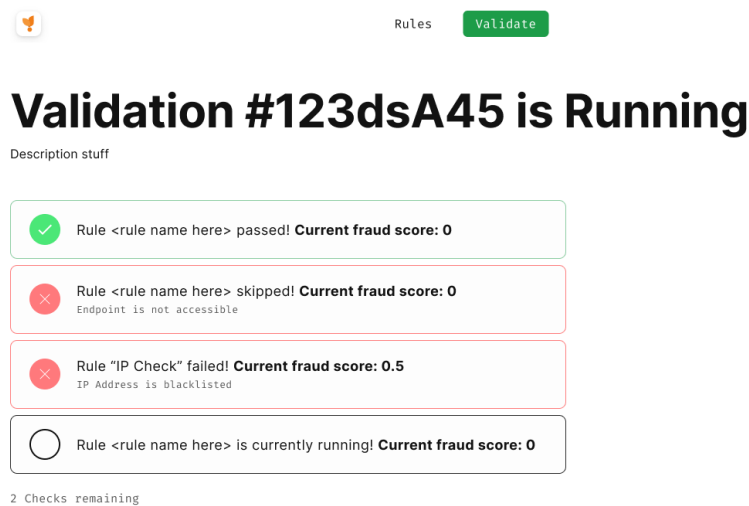 Rules
Validate
Validation #123dsA45 is Running
Description stuff
Rule <rule name here> passed! Current fraud score: 0
Rule <rule name here> skipped! Current fraud score: 0
Endpoint is not accessible
Rule “IP Check” failed! Current fraud score: 0.5
IP Address is blacklisted
Rule <rule name here> is currently running! Current fraud score: 0
2 Checks remaining